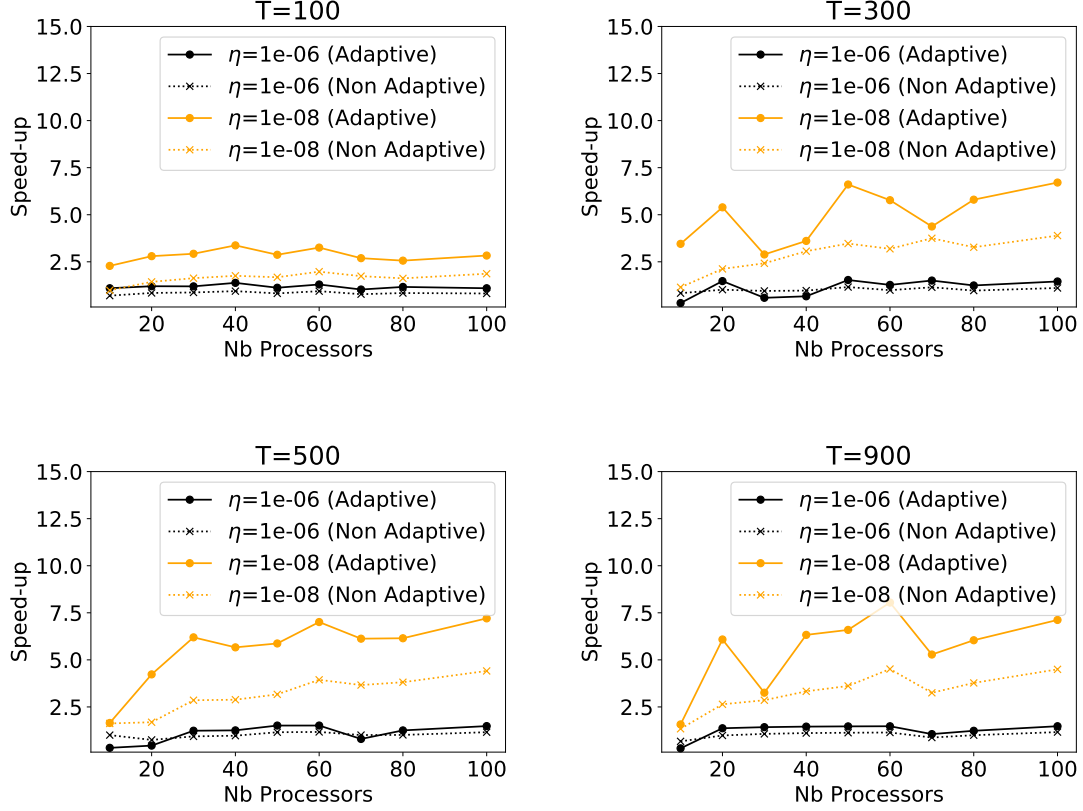 T=100
15.0
12.5
10.0
7.5
5.0
2.5
Speed-up
η=1e-06 (Adaptive)
η=1e-06 (Non Adaptive)
η=1e-08 (Adaptive)
η=1e-08 (Non Adaptive)
20 40 60 80 100
Nb Processors
T=300
15.0
12.5
10.0
7.5
5.0
2.5
Speed-up
η=1e-06 (Adaptive)
η=1e-06 (Non Adaptive)
η=1e-08 (Adaptive)
η=1e-08 (Non Adaptive)
20 40 60 80 100
Nb Processors
T=500
15.0
12.5
10.0
7.5
5.0
2.5
Speed-up
η=1e-06 (Adaptive)
η=1e-06 (Non Adaptive)
η=1e-08 (Adaptive)
η=1e-08 (Non Adaptive)
20 40 60 80 100
Nb Processors
T=900
15.0
12.5
10.0
7.5
5.0
2.5
Speed-up
η=1e-06 (Adaptive)
η=1e-06 (Non Adaptive)
η=1e-08 (Adaptive)
η=1e-08 (Non Adaptive)
20 40 60 80 100
Nb Processors